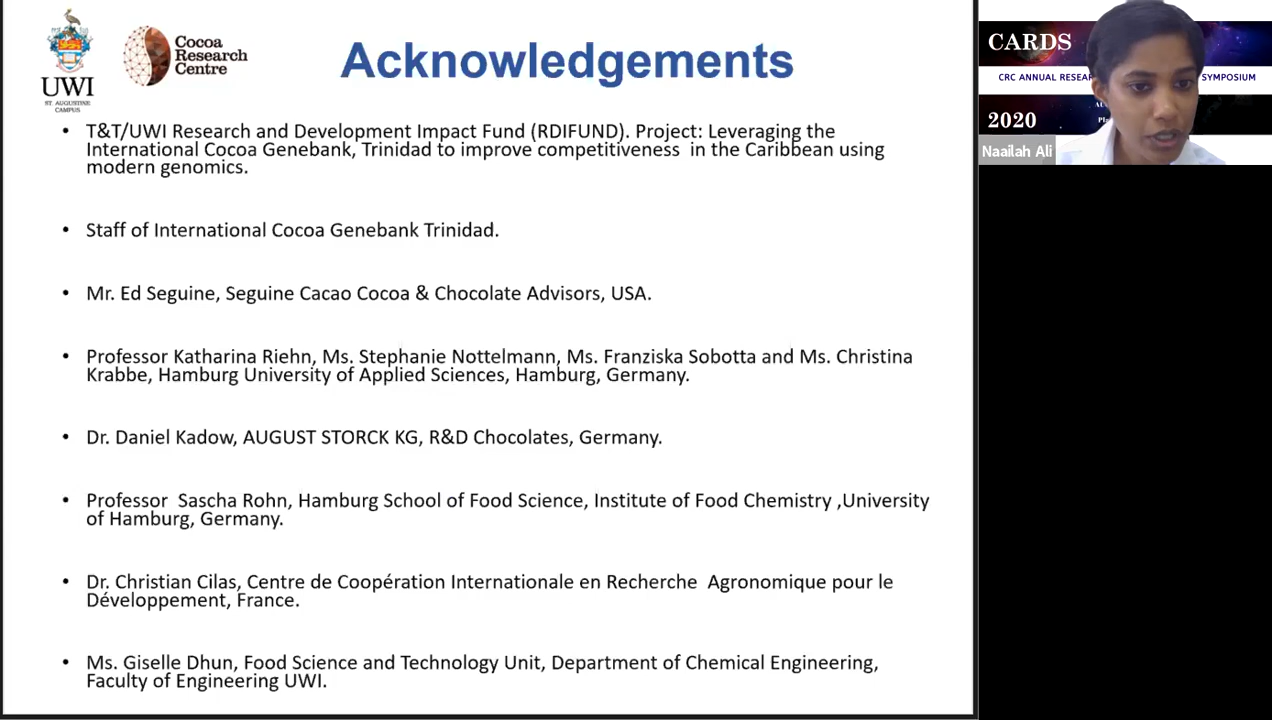 UWI
ST. AUGUSTINE
CAMPUS
Cocoa
Research
Centre
Acknowledgements
• T&T/UWI Research and Development Impact Fund (RDIFUND). Project: Leveraging the
International Cocoa Genebank, Trinidad to improve competitiveness in the Caribbean using
modern genomics.
• Staff of International Cocoa Genebank Trinidad.
• Mr. Ed Seguine, Seguine Cacao Cocoa & Chocolate Advisors, USA.
• Professor Katharina Riehn, Ms. Stephanie Nottelmann, Ms. Franziska Sobotta and Ms. Christina
Krabbe, Hamburg University of Applied Sciences, Hamburg, Germany.
• Dr. Daniel Kadow, AUGUST STORCK KG, R&D Chocolates, Germany.
• Professor Sascha Rohn, Hamburg School of Food Science, Institute of Food Chemistry ,University
of Hamburg, Germany.
• Dr. Christian Cilas, Centre de Coopération Internationale en Recherche Agronomique pour le
Développement, France.
• Ms. Giselle Dhun, Food Science and Technology Unit, Department of Chemical Engineering,
Faculty of Engineering UWI.
CARDS
CRC ANNUAL SYMPOSIUM
2020
Naailah Ali